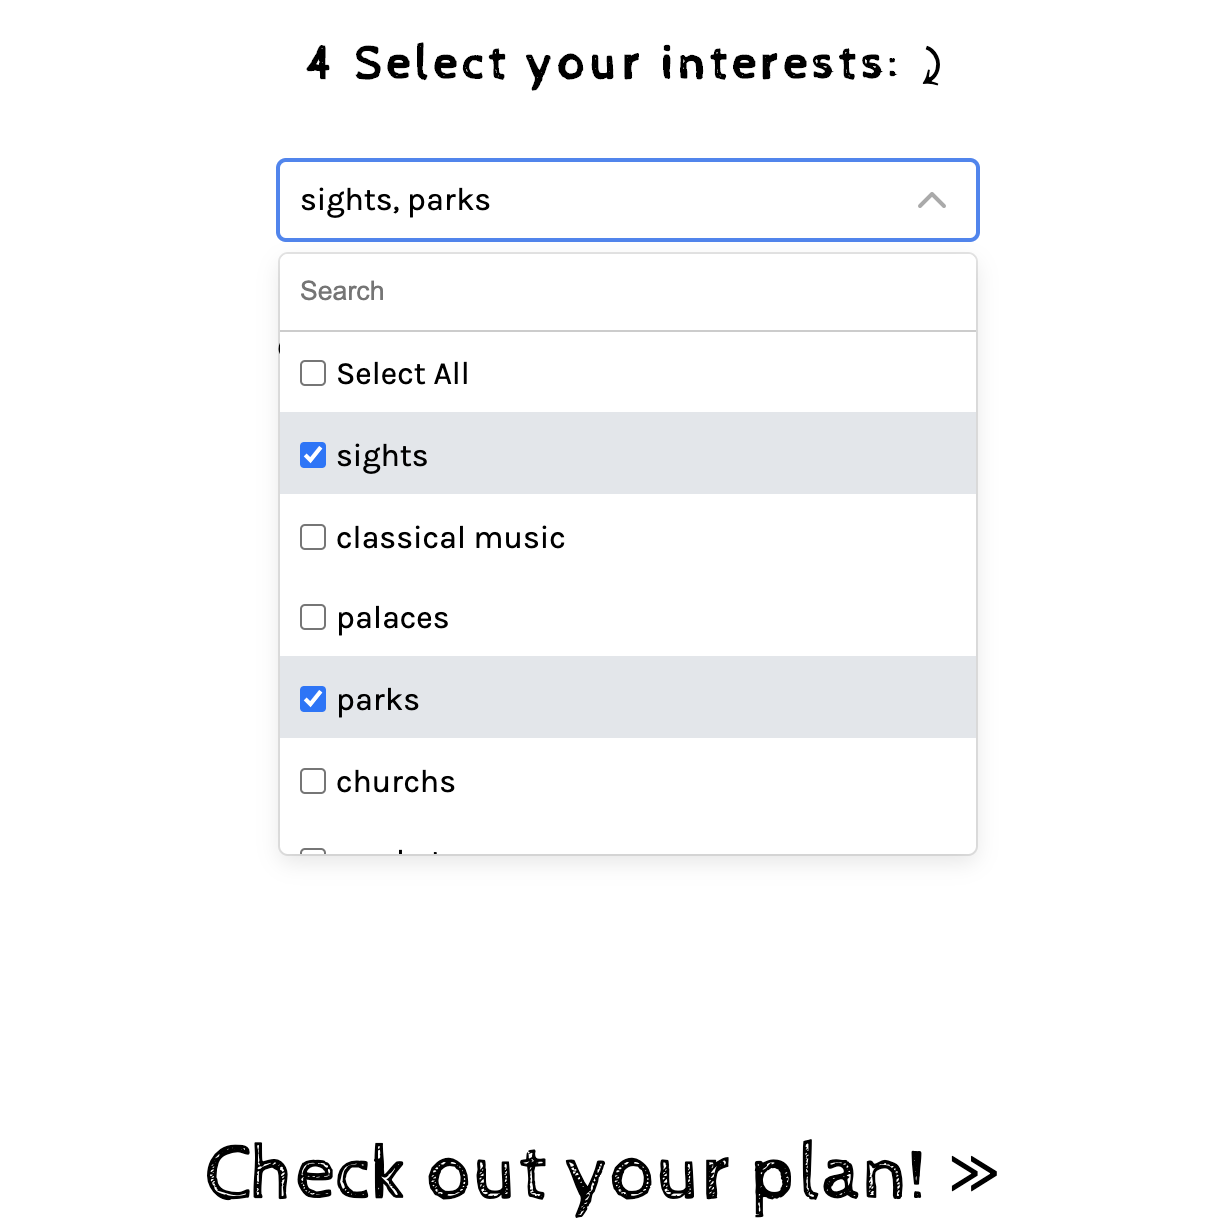 4 Select your interests:
sights, parks
Search
Select All
sights
classical music
palaces
parks
churchs
Check out your plan! >>